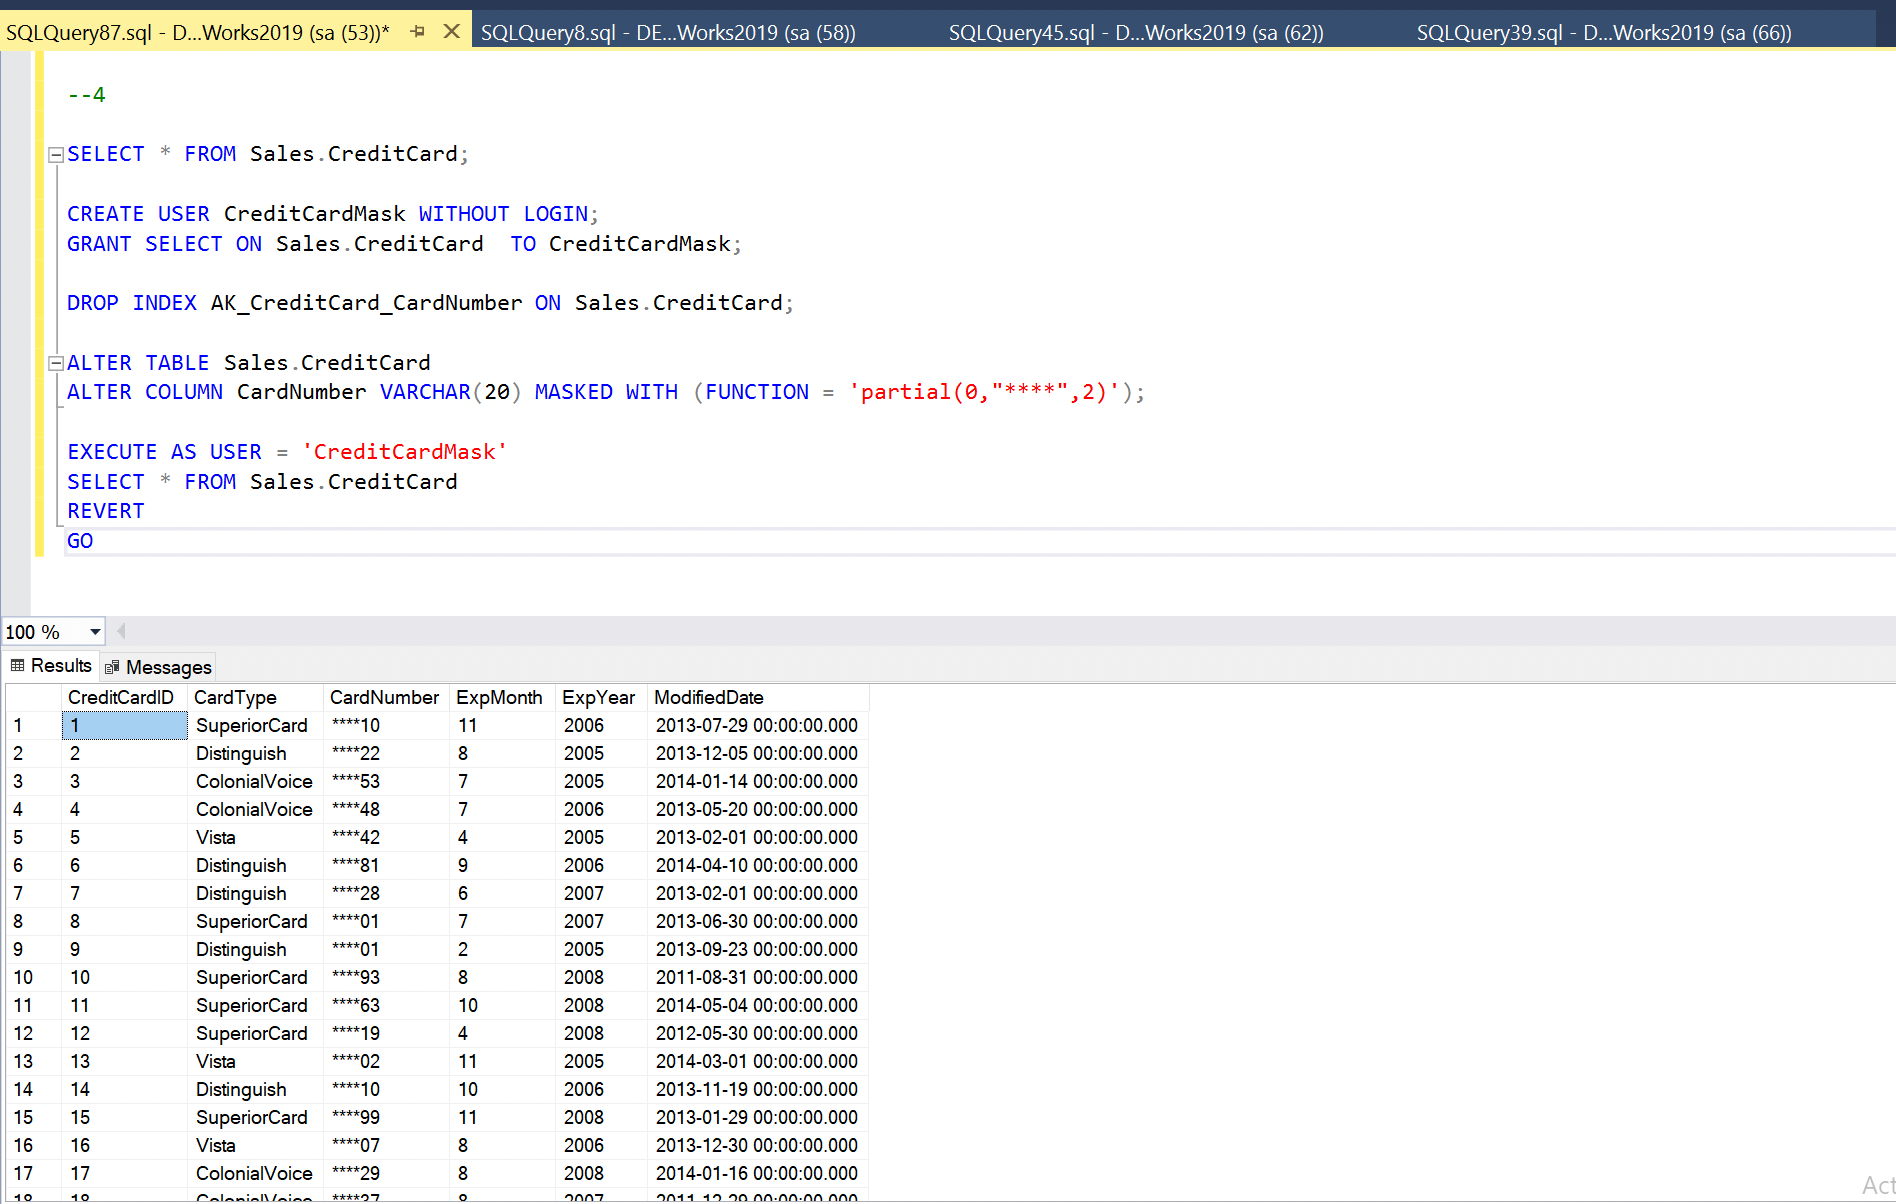 SQLQuery87.sql - D...Works2019 (sa (53))* SQLQuery8.sql - DE...Works2019 (sa (58)) SQLQuery45.sql - D...Works2019 (sa (62)) SQLQuery39.sql - D...Works2019 (sa (66))
--4
SELECT * FROM Sales.CreditCard;
CREATE USER CreditCardMask WITHOUT LOGIN;
GRANT SELECT ON Sales.CreditCard  TO CreditCardMask;
DROP INDEX AK_CreditCard_CardNumber ON Sales.CreditCard;
ALTER TABLE Sales.CreditCard
ALTER COLUMN CardNumber VARCHAR(20) MASKED WITH (FUNCTION = 'partial(0,"****",2)');
EXECUTE AS USER = 'CreditCardMask'
SELECT * FROM Sales.CreditCard
REVERT
GO
100 %
Results Messages
CreditCardID CardType CardNumber ExpMonth ExpYear ModifiedDate
1 1 SuperiorCard ****10 11 2006 2013-07-29 00:00:00.000
2 2 Distinguish ****22 8 2005 2013-12-05 00:00:00.000
3 3 ColonialVoice ****53 7 2005 2014-01-14 00:00:00.000
4 4 ColonialVoice ****48 7 2006 2013-05-20 00:00:00.000
5 5 Vista ****42 4 2005 2013-02-01 00:00:00.000
6 6 Distinguish ****81 9 2006 2014-04-10 00:00:00.000
7 7 Distinguish ****28 6 2007 2013-02-01 00:00:00.000
8 8 SuperiorCard ****01 7 2007 2013-06-30 00:00:00.000
9 9 Distinguish ****01 2 2005 2013-09-23 00:00:00.000
10 10 SuperiorCard ****93 8 2008 2011-08-31 00:00:00.000
11 11 SuperiorCard ****63 10 2008 2014-05-04 00:00:00.000
12 12 SuperiorCard ****19 4 2008 2012-05-30 00:00:00.000
13 13 Vista ****02 11 2005 2014-03-01 00:00:00.000
14 14 Distinguish ****10 10 2006 2013-11-19 00:00:00.000
15 15 SuperiorCard ****99 11 2008 2013-01-29 00:00:00.000
16 16 Vista ****07 8 2006 2013-12-30 00:00:00.000
17 17 ColonialVoice ****29 8 2008 2014-01-16 00:00:00.000
18 18 ColonialVoice ****37 8 2007 2011-12-29 00:00:00.000
Act